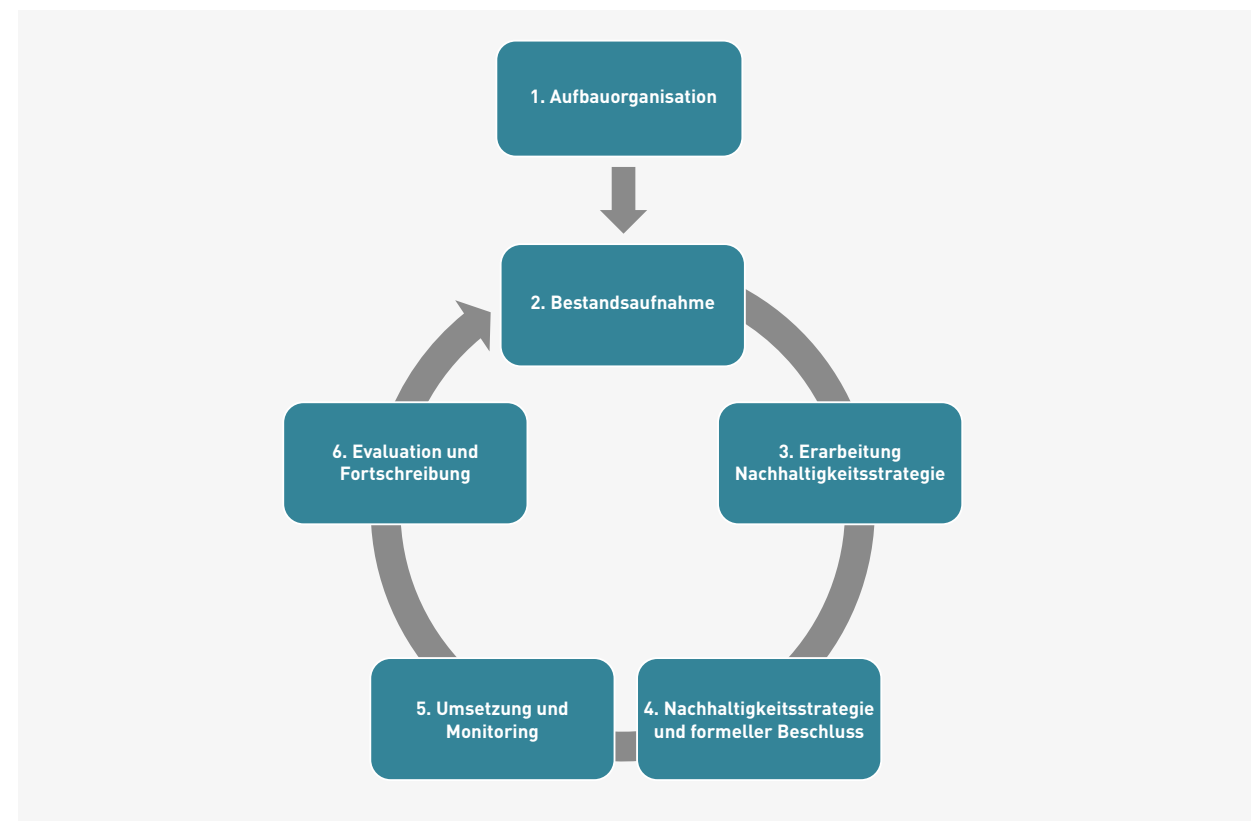 1. Aufbauorganisation
2. Bestandsaufnahme
3. Erarbeitung
Nachhaltigkeitsstrategie
4. Nachhaltigkeitsstrategie
und formeller Beschluss
5. Umsetzung und
Monitoring
6. Evaluation und
Fortschreibung